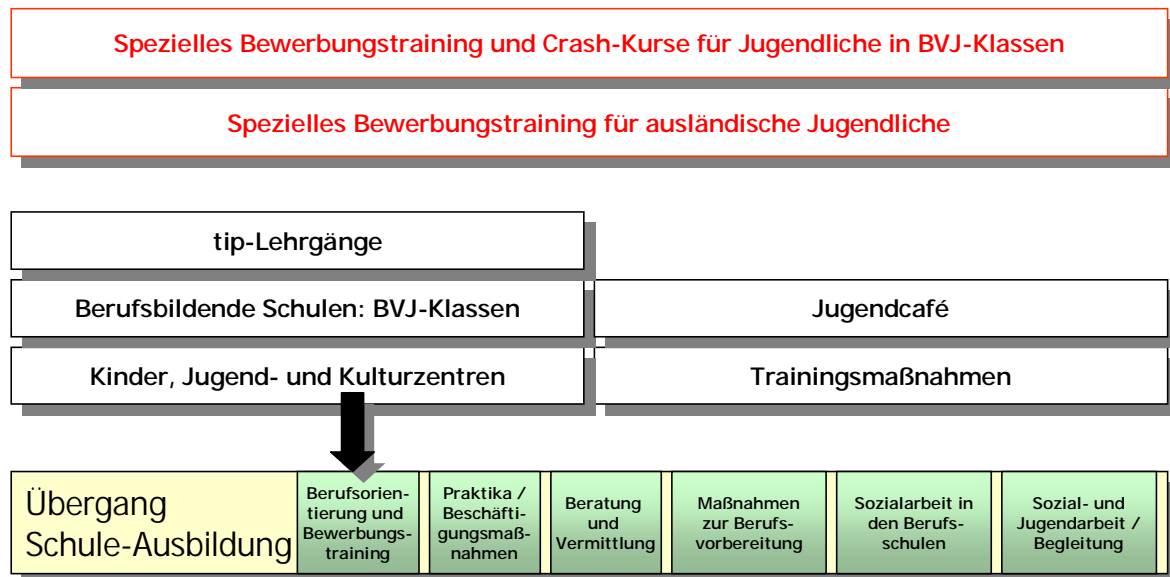 Spezielles Bewerbungstraining und Crash-Kurse für Jugendliche in BVJ-Klassen
Spezielles Bewerbungstraining für ausländische Jugendliche
tip-Lehrgänge
Berufsbildende Schulen: BVJ-Klassen
Jugendcafé
Kinder, Jugend- und Kulturzentren
Trainingsmaßnahmen
Übergang
Schule-Ausbildung
Berufsorien-
tierung und
Bewerbungs-
training
Praktika /
Beschäfti-
gungsmaß-
nahmen
Beratung
und
Vermittlung
Maßnahmen
zur Berufs-
vorbereitung
Sozialarbeit in
den Berufs-
schulen
Sozial- und
Jugendarbeit /
Begleitung